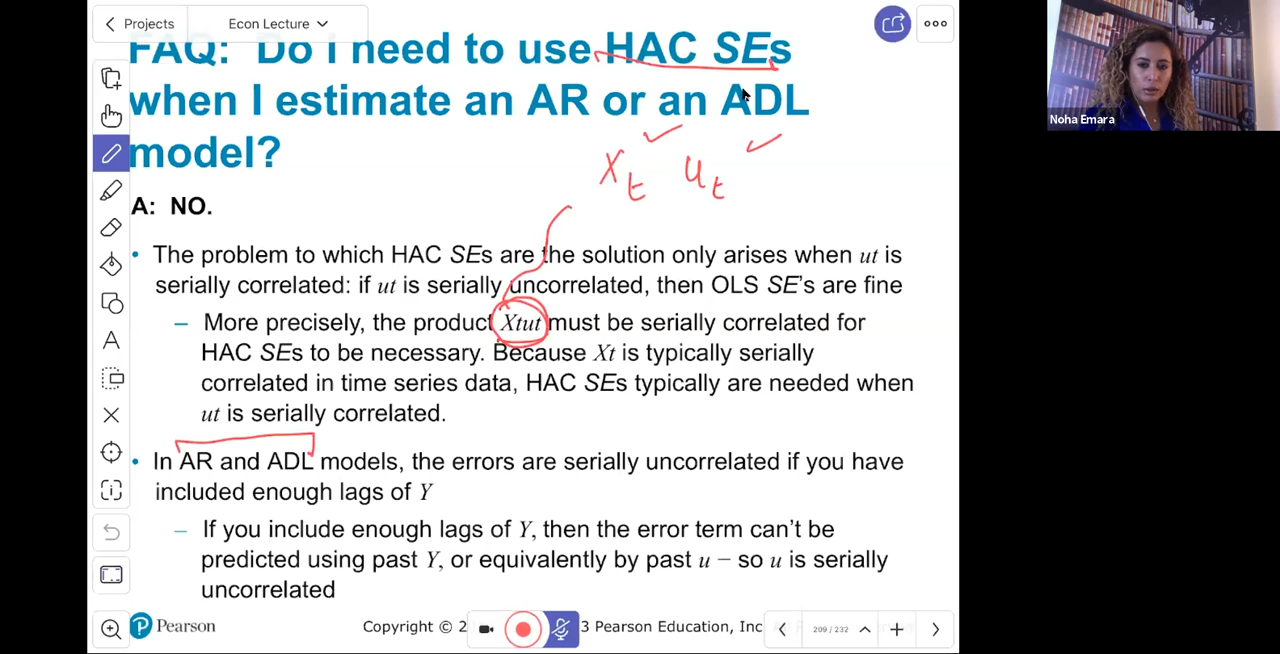 Projects
Econ Lecture
FAQ: Do I need to use HAC SEs
when I estimate an AR or an ADL
model?
Xt ut
A: NO.
• The problem to which HAC SEs are the solution only arises when ut is
serially correlated: if ut is serially uncorrelated, then OLS SE's are fine
– More precisely, the product Xtut must be serially correlated for
HAC SEs to be necessary. Because Xt is typically serially
correlated in time series data, HAC SEs typically are needed when
ut is serially correlated.
• In AR and ADL models, the errors are serially uncorrelated if you have
included enough lags of Y
– If you include enough lags of Y, then the error term can't be
predicted using past Y, or equivalently by past u – so u is serially
uncorrelated
Pearson
Copyright © 2
3 Pearson Education, Inc
209 / 232
Noha Emara